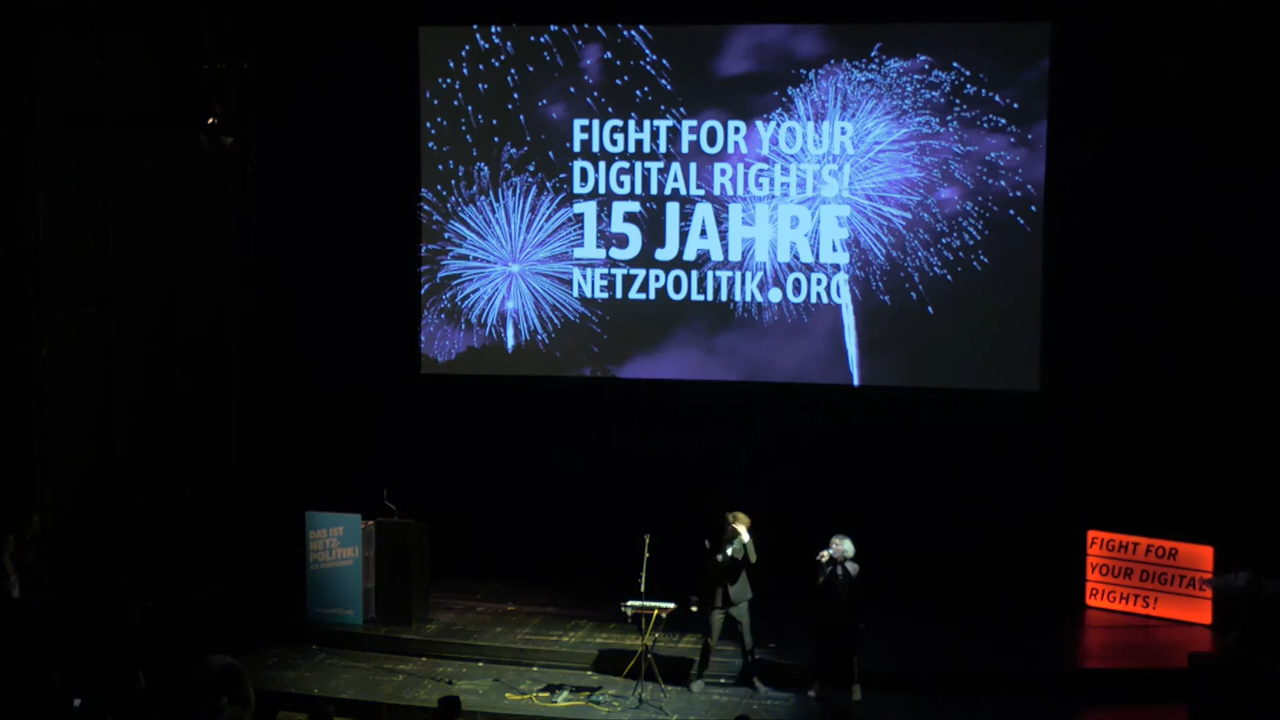 FIGHT FOR YOUR
DIGITAL RIGHTS!
15 JAHRE
NETZPOLITIK.ORG
DAS IST
NETZ-
POLITIK!
FIGHT FOR
YOUR DIGITAL
RIGHTS!